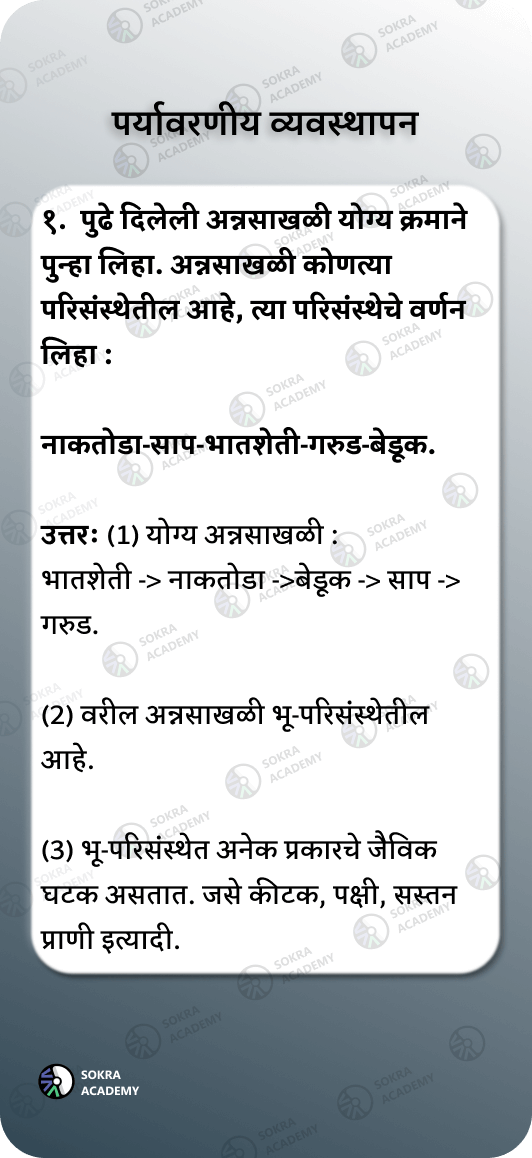 पर्यावरणीय व्यवस्थापन
१. पुढे दिलेली अन्नसाखळी योग्य क्रमाने
पुन्हा लिहा. अन्नसाखळी कोणत्या
परिसंस्थेतील आहे, त्या परिसंस्थेचे वर्णन
लिहा :
नाकतोडा-साप-भातशेती-गरुड-बेडूक.
उत्तरः (1) योग्य अन्नसाखळी :
भातशेती -> नाकतोडा ->बेडूक -> साप ->
गरुड.
(2) वरील अन्नसाखळी भू-परिसंस्थेतील
आहे.
(3) भू-परिसंस्थेत अनेक प्रकारचे जैविक
घटक असतात. जसे कीटक, पक्षी, सस्तन
प्राणी इत्यादी.
SOKRA
ACADEMY